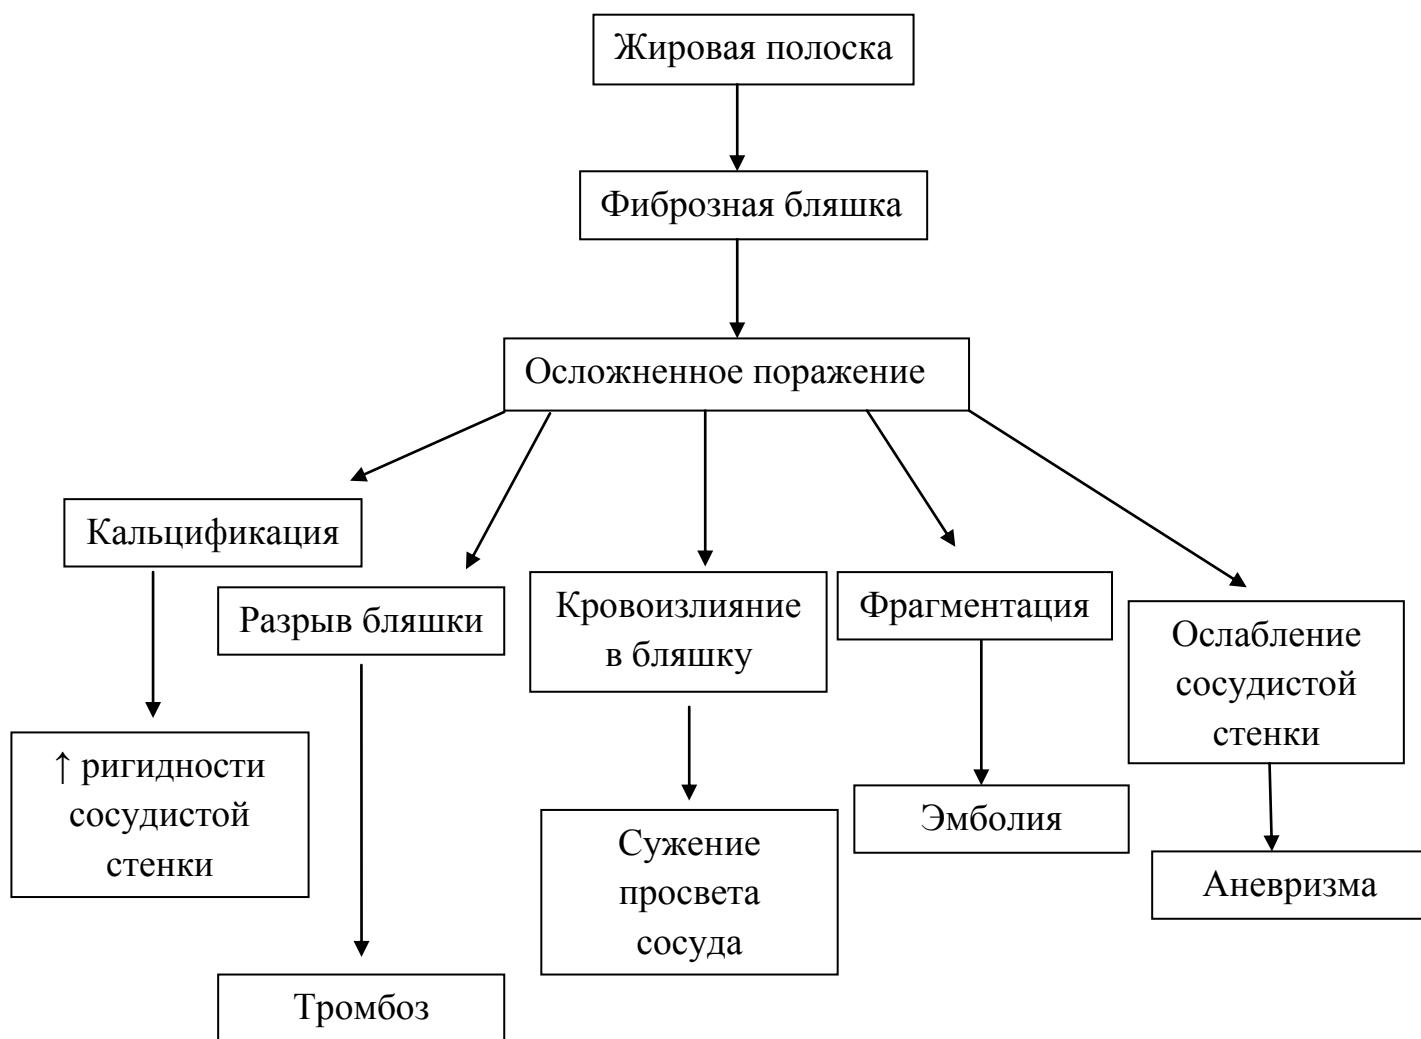 Жировая полоска
Фиброзная бляшка
Осложненное поражение
Кальцификация
Разрыв бляшки
Кровоизлияние
в бляшку
Фрагментация
Ослабление
сосудистой
стенки
↑ ригидности
сосудистой
стенки
Тромбоз
Сужение
просвета
сосуда
Эмболия
Аневризма